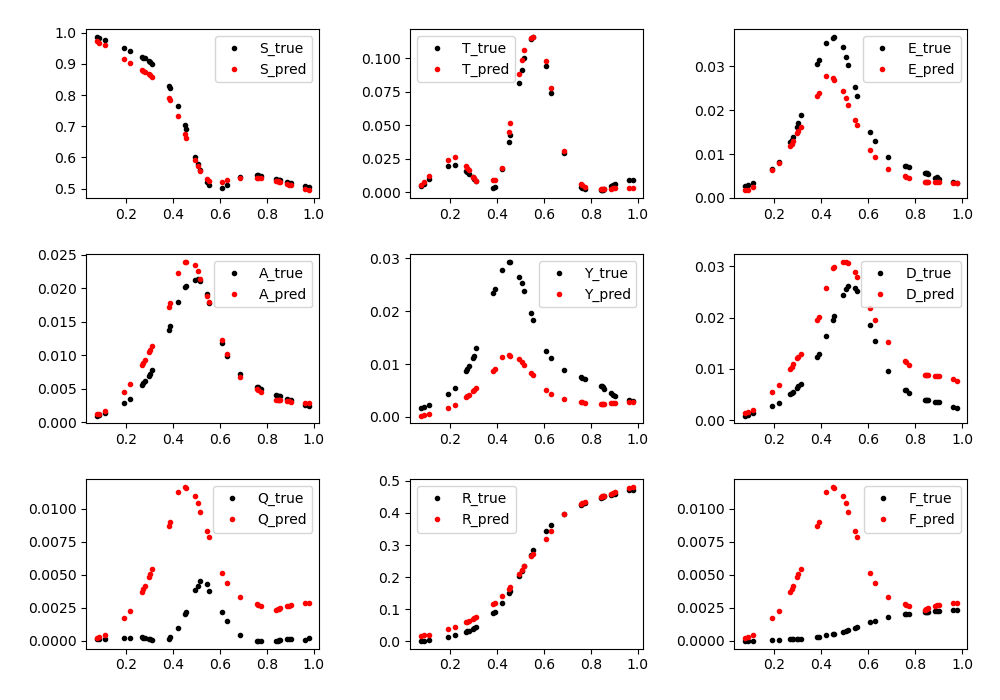 1.0
0.9
0.8
0.7
0.6
0.5
0.2 0.4 0.6 0.8 1.0
S_true
S_pred
0.100
0.075
0.050
0.025
0.000
0.2 0.4 0.6 0.8 1.0
T_true
T_pred
0.03
0.02
0.01
0.00
0.2 0.4 0.6 0.8 1.0
E_true
E_pred
0.025
0.020
0.015
0.010
0.005
0.000
0.2 0.4 0.6 0.8 1.0
A_true
A_pred
0.03
0.02
0.01
0.00
0.2 0.4 0.6 0.8 1.0
Y_true
Y_pred
0.03
0.02
0.01
0.00
0.2 0.4 0.6 0.8 1.0
D_true
D_pred
0.0100
0.0075
0.0050
0.0025
0.0000
0.2 0.4 0.6 0.8 1.0
Q_true
Q_pred
0.5
0.4
0.3
0.2
0.1
0.0
0.2 0.4 0.6 0.8 1.0
R_true
R_pred
0.0100
0.0075
0.0050
0.0025
0.0000
0.2 0.4 0.6 0.8 1.0
F_true
F_pred